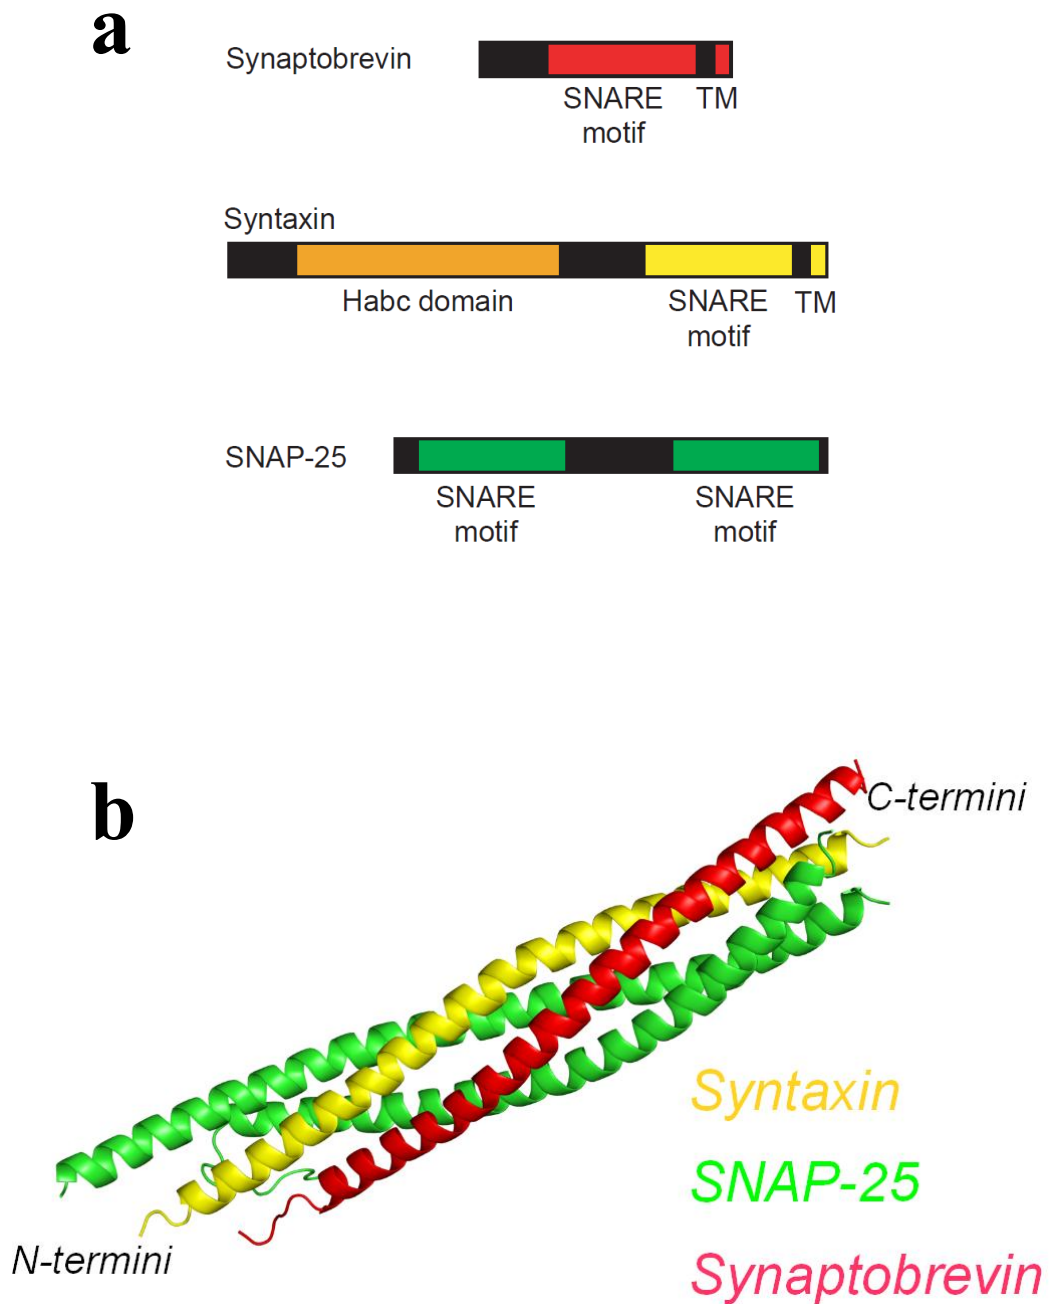 a
Synaptobrevin
SNARE
motif
TM
Syntaxin
Habc domain
SNARE
motif
TM
SNAP-25
SNARE
motif
SNARE
motif
b
C-termini
N-termini
Syntaxin
SNAP-25
Synaptobrevin